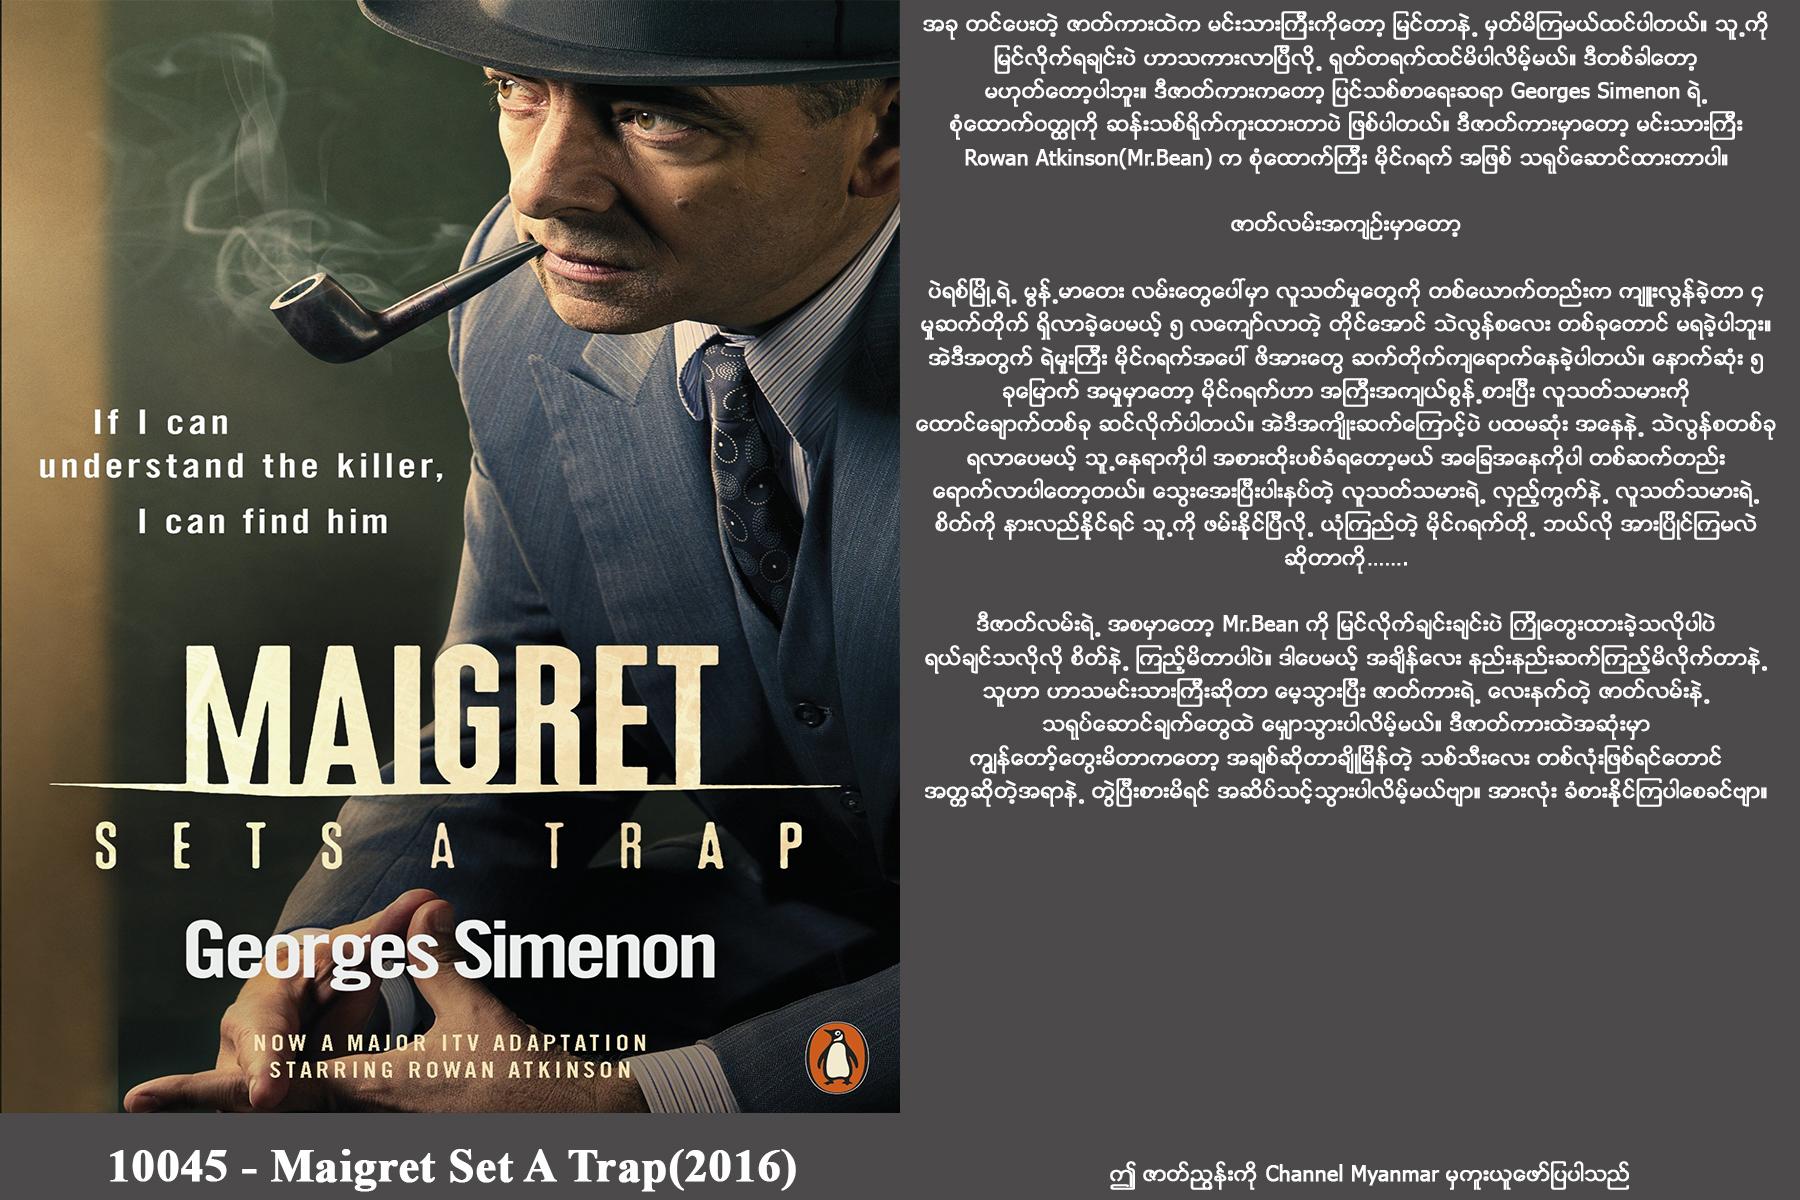 If I can
understand the killer,
I can find him
MAIGRET
SETS A TRAP
Georges Simenon
NOW A MAJOR ITV ADAPTATION
STARRING ROWAN ATKINSON
10045 - Maigret Set A Trap(2016)
အခု တင်ပေးတဲ့ ဇာတ်ကားထဲက မင်းသားကြီးကိုတော့ မြင်တာနဲ့ မှတ်မိကြမယ်ထင်ပါတယ်။ သူ့ကို
မြင်လိုက်ရချင်းပဲ ဟာသကားလာပြီလို့ ရုတ်တရက်ထင်မိပါလိမ့်မယ်။ ဒီတစ်ခါတော့
မဟုတ်တော့ပါဘူး။ ဒီဇာတ်ကားကတော့ ပြင်သစ်စာရေးဆရာ Georges Simenon ရဲ့
စုံထောက်ဝတ္ထုကို ဆန်းသစ်ရိုက်ကူးထားတာပဲ ဖြစ်ပါတယ်။ ဒီဇာတ်ကားမှာတော့ မင်းသားကြီး
Rowan Atkinson(Mr.Bean) က စုံထောက်ကြီး မိုင်ဂရက် အဖြစ် သရုပ်ဆောင်ထားတာပါ။
ဇာတ်လမ်းအကျဉ်းမှာတော့
ပဲရစ်မြို့ရဲ့ မွန့်မာတေး လမ်းတွေပေါ်မှာ လူသတ်မှုတွေကို တစ်ယောက်တည်းက ကျူးလွန်ခဲ့တာ ၄
မှုဆက်တိုက် ရှိလာခဲ့ပေမယ့် ၅ လကျော်လာတဲ့ တိုင်အောင် သဲလွန်စလေး တစ်ခုတောင် မရခဲ့ပါဘူး။
အဲဒီအတွက် ရဲမှူးကြီး မိုင်ဂရက်အပေါ် ဖိအားတွေ ဆက်တိုက်ကျရောက်နေခဲ့ပါတယ်။ နောက်ဆုံး ၅
ခုမြောက် အမှုမှာတော့ မိုင်ဂရက်ဟာ အကြီးအကျယ်စွန့်စားပြီး လူသတ်သမားကို
ထောင်ချောက်တစ်ခု ဆင်လိုက်ပါတယ်။ အဲဒီအကျိုးဆက်ကြောင့်ပဲ ပထမဆုံး အနေနဲ့ သဲလွန်စတစ်ခု
ရလာပေမယ့် သူ့နေရာကိုပါ အစားထိုးပစ်ခံရတော့မယ် အခြေအနေကိုပါ တစ်ဆက်တည်း
ရောက်လာပါတော့တယ်။ သွေးအေးပြီးပါးနပ်တဲ့ လူသတ်သမားရဲ့ လှည့်ကွက်နဲ့ လူသတ်သမားရဲ့
စိတ်ကို နားလည်နိုင်ရင် သူ့ကို ဖမ်းနိုင်ပြီလို့ ယုံကြည်တဲ့ မိုင်ဂရက်တို့ ဘယ်လို အားပြိုင်ကြမလဲ
ဆိုတာကို.......
ဒီဇာတ်လမ်းရဲ့ အစမှာတော့ Mr.Bean ကို မြင်လိုက်ချင်းချင်းပဲ ကြိုတွေးထားခဲ့သလိုပါပဲ
ရယ်ချင်သလိုလို စိတ်နဲ့ ကြည့်မိတာပါပဲ။ ဒါပေမယ့် အချိန်လေး နည်းနည်းဆက်ကြည့်မိလိုက်တာနဲ့
သူဟာ ဟာသမင်းသားကြီးဆိုတာ မေ့သွားပြီး ဇာတ်ကားရဲ့ လေးနက်တဲ့ ဇာတ်လမ်းနဲ့
သရုပ်ဆောင်ချက်တွေထဲ မျှောသွားပါလိမ့်မယ်။ ဒီဇာတ်ကားထဲအဆုံးမှာ
ကျွန်တော့်တွေးမိတာကတော့ အချစ်ဆိုတာချိုမြိန်တဲ့ သစ်သီးလေး တစ်လုံးဖြစ်ရင်တောင်
အတ္တဆိုတဲ့အရာနဲ့ တွဲပြီးစားမိရင် အဆိပ်သင့်သွားပါလိမ့်မယ်ဗျာ။ အားလုံး ခံစားနိုင်ကြပါစေခင်ဗျာ။
ဤ ဇာတ်ညွှန်းကို Channel Myanmar မှကူးယူဖော်ပြပါသည်